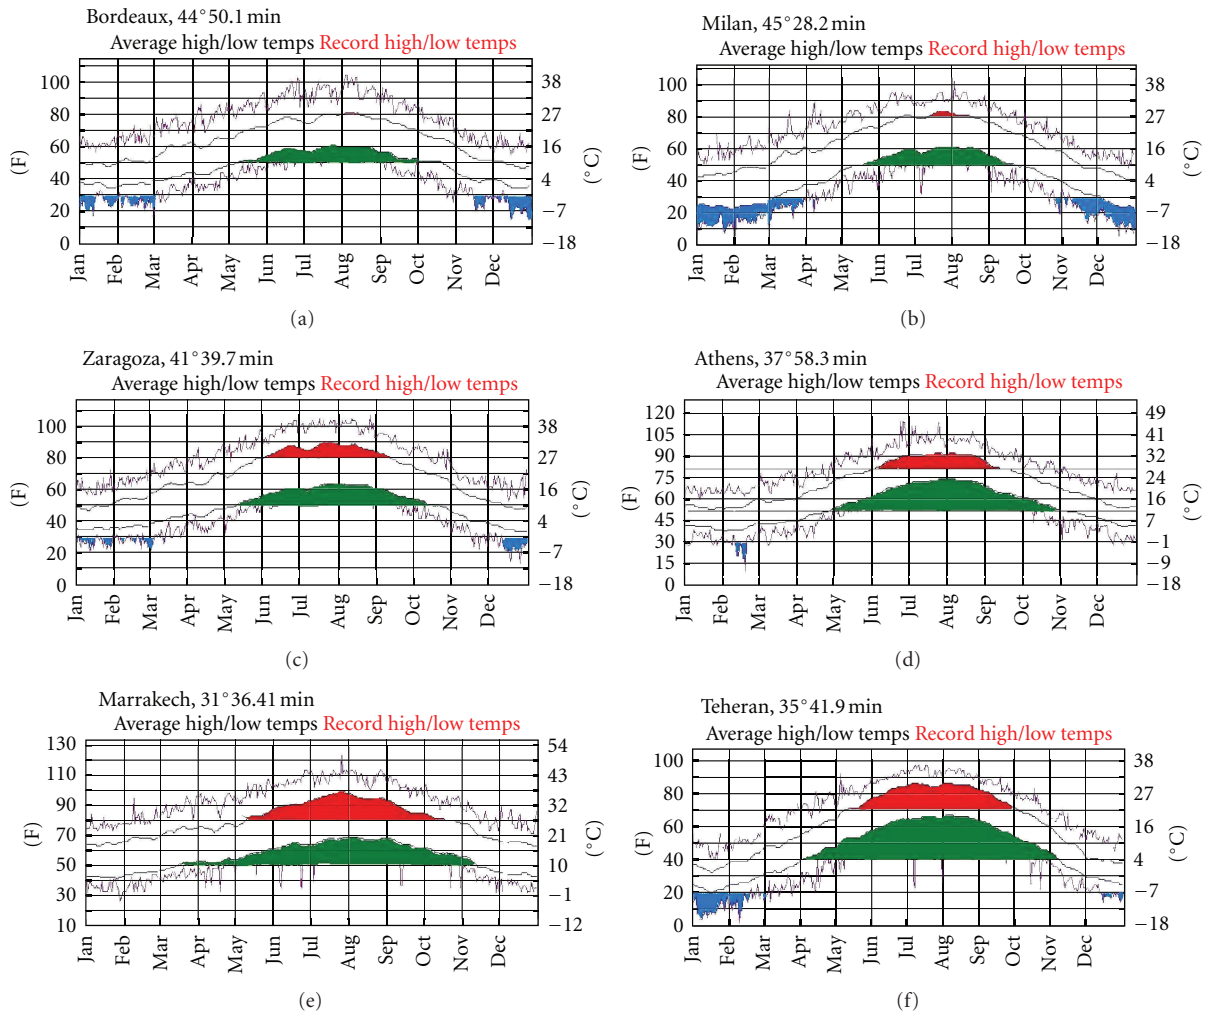 Bordeaux, 44°50.1 min
Average high/low temps Record high/low temps
100
80
60
40
20
0
(F)
38
27
16
4
−7
−18
(°C)
Jan Feb Mar Apr May Jun Jul Aug Sep Oct Nov Dec
(a)
Milan, 45°28.2 min
Average high/low temps Record high/low temps
100
80
60
40
20
0
(F)
38
27
16
4
−7
−18
(°C)
Jan Feb Mar Apr May Jun Jul Aug Sep Oct Nov Dec
(b)
Zaragoza, 41°39.7 min
Average high/low temps Record high/low temps
100
80
60
40
20
0
(F)
38
27
16
4
−7
−18
(°C)
Jan Feb Mar Apr May Jun Jul Aug Sep Oct Nov Dec
(c)
Athens, 37°58.3 min
Average high/low temps Record high/low temps
120
105
90
75
60
45
30
15
0
(F)
49
41
32
24
16
7
−1
−9
−18
(°C)
Jan Feb Mar Apr May Jun Jul Aug Sep Oct Nov Dec
(d)
Marrakech, 31°36.41 min
Average high/low temps Record high/low temps
130
110
90
70
50
30
10
(F)
54
43
32
21
10
−1
−12
(°C)
Jan Feb Mar Apr May Jun Jul Aug Sep Oct Nov Dec
(e)
Teheran, 35°41.9 min
Average high/low temps Record high/low temps
100
80
60
40
20
0
(F)
38
27
16
4
−7
−18
(°C)
Jan Feb Mar Apr May Jun Jul Aug Sep Oct Nov Dec
(f)